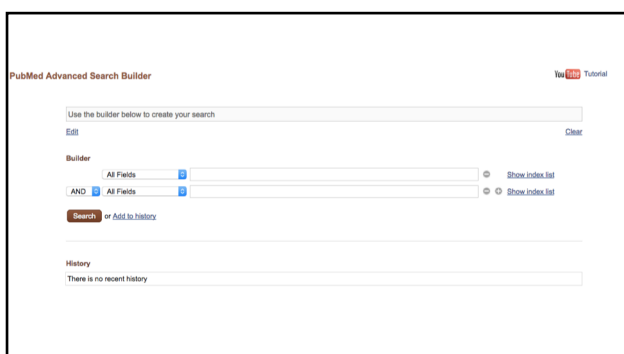 PubMed Advanced Search Builder
YouTube Tutorial
Use the builder below to create your search
Edit Clear
Builder
All Fields Show index list
AND All Fields Show index list
Search or Add to history
History
There is no recent history